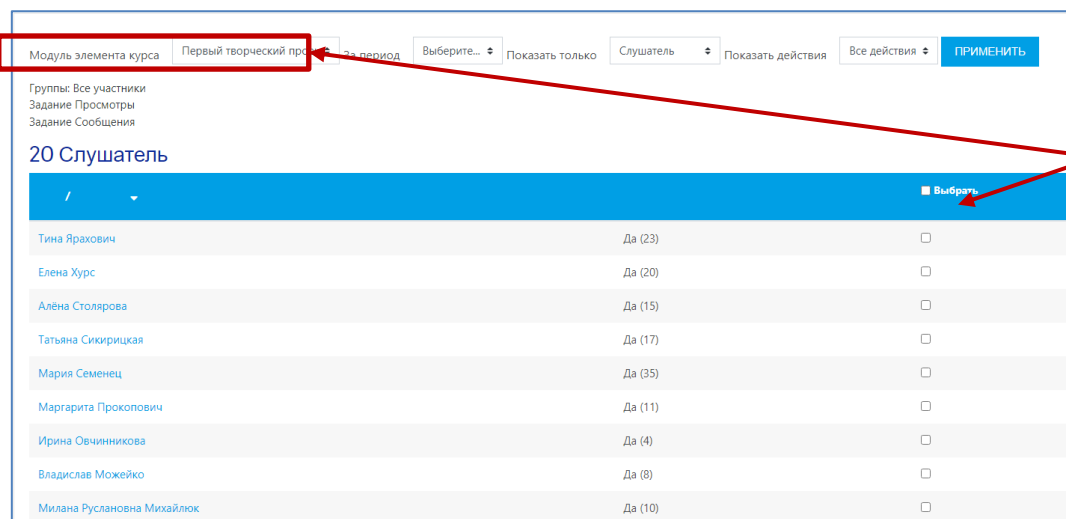 Модуль элемента курса Первый творческий про За период Выберите... Показать только Слушатель Показать действия Все действия ПРИМЕНИТЬ
Группы: Все участники
Задание Просмотры
Задание Сообщения
20 Слушатель
/ Выбрать
Тина Ярахович Да (23)
Елена Хурс Да (20)
Алёна Столярова Да (15)
Татьяна Сикирицкая Да (17)
Мария Семенец Да (35)
Маргарита Прокопович Да (11)
Ирина Овчинникова Да (4)
Владислав Можейко Да (8)
Милана Руслановна Михайлюк Да (10)